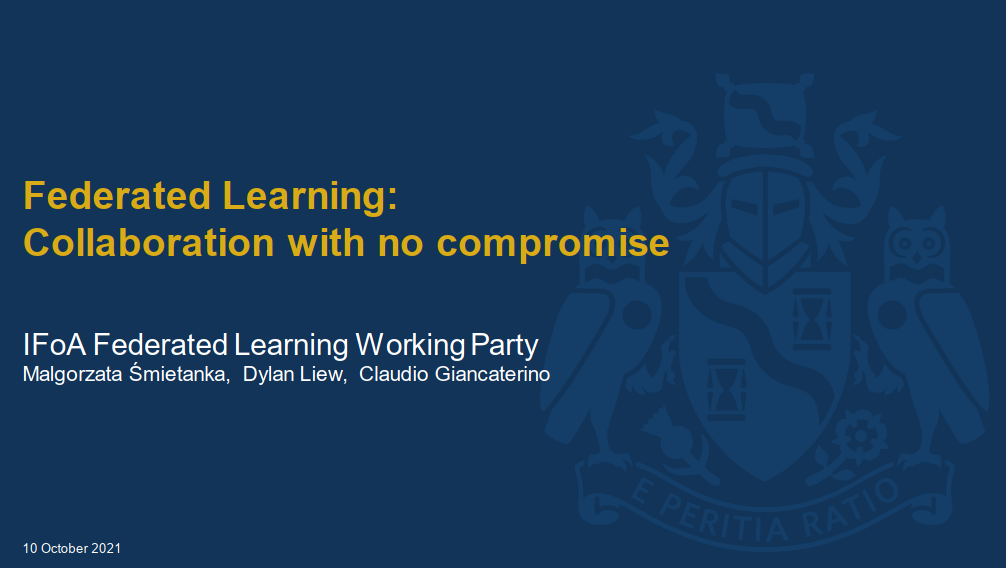 Federated Learning:
Collaboration with no compromise
IFoA Federated Learning Working Party
Malgorzata Śmietanka, Dylan Liew, Claudio Giancaterino
E PERITIA RATIO
10 October 2021